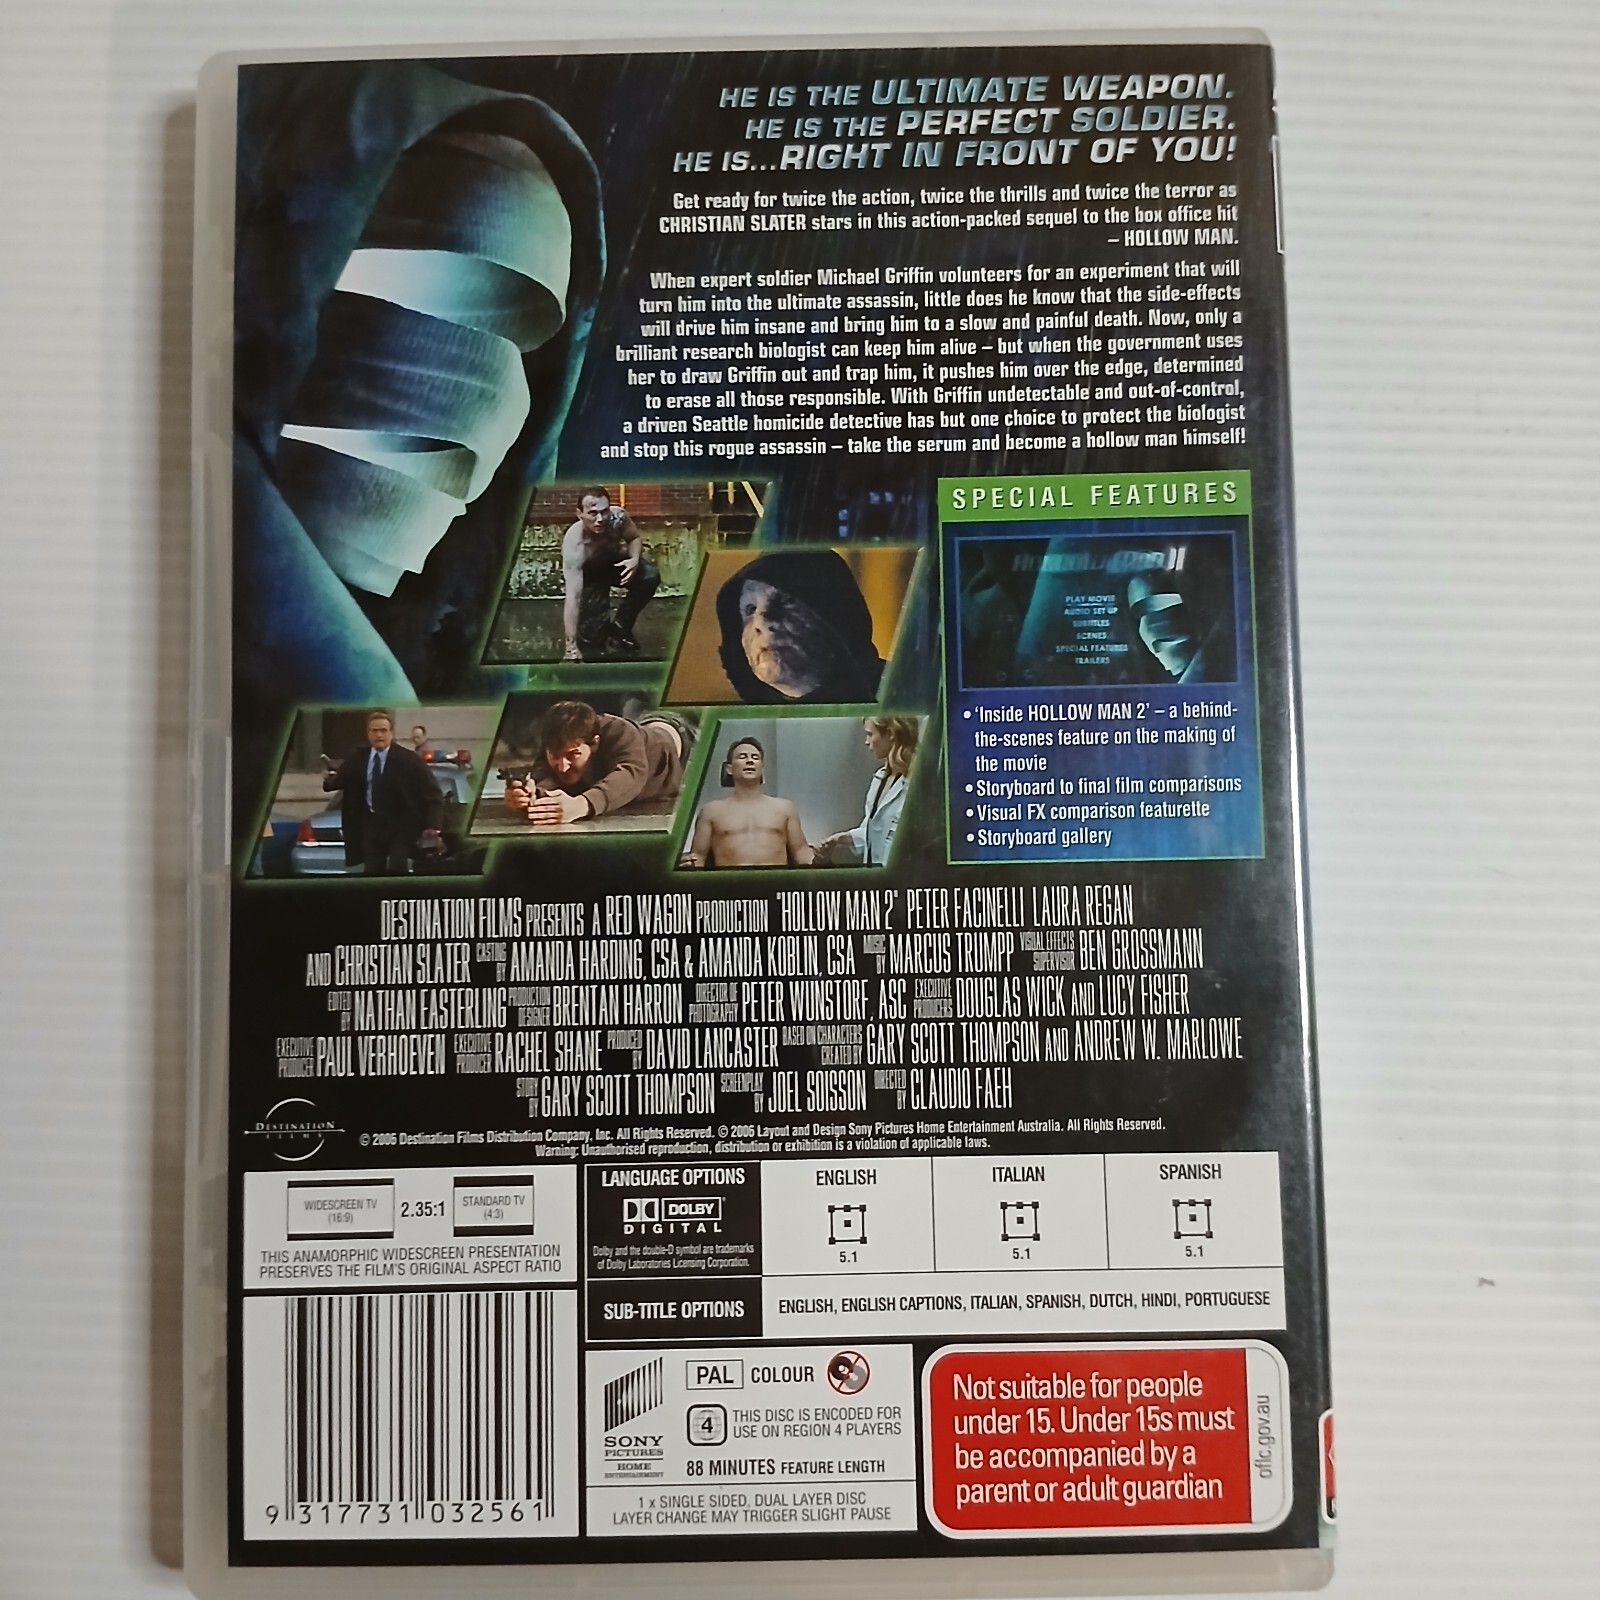 HE IS THE ULTIMATE WEAPON.
HE IS THE PERFECT SOLDIER.
HE IS...RIGHT IN FRONT OF YOU!
Get ready for twice the action, twice the thrills and twice the terror as
CHRISTIAN SLATER stars in this action-packed sequel to the box office hit
– HOLLOW MAN.
When expert soldier Michael Griffin volunteers for an experiment that will
turn him into the ultimate assassin, little does he know that the side-effects
will drive him insane and bring him to a slow and painful death. Now, only a
brilliant research biologist can keep him alive – but when the government uses
her to draw Griffin out and trap him, it pushes him over the edge, determined
to erase all those responsible. With Griffin undetectable and out-of-control,
a driven Seattle homicide detective has but one choice to protect the biologist
and stop this rogue assassin – take the serum and become a hollow man himself!
SPECIAL FEATURES
PLAY MOVIE
AUDIO SET UP
SUBTITLES
SCENES
SPECIAL FEATURES
TRAILERS
• 'Inside HOLLOW MAN 2' – a behind-
the-scenes feature on the making of
the movie
• Storyboard to final film comparisons
• Visual FX comparison featurette
• Storyboard gallery
DESTINATION FILMS PRESENTS A RED WAGON PRODUCTION "HOLLOW MAN 2" PETER FACINELLI LAURA REGAN
AND CHRISTIAN SLATER CASTING BY AMANDA HARDING, CSA & AMANDA KOBLIN, CSA MUSIC BY MARCUS TRUMPP VISUAL EFFECTS SUPERVISOR BEN GROSSMANN
EDITED BY NATHAN EASTERLING PRODUCTION DESIGNER BRENTAN HARRON DIRECTOR OF PHOTOGRAPHY PETER WUNSTORF, ASC EXECUTIVE PRODUCERS DOUGLAS WICK AND LUCY FISHER
EXECUTIVE PRODUCER PAUL VERHOEVEN EXECUTIVE PRODUCER RACHEL SHANE PRODUCED BY DAVID LANCASTER BASED ON CHARACTERS CREATED BY GARY SCOTT THOMPSON AND ANDREW W. MARLOWE
STORY BY GARY SCOTT THOMPSON SCREENPLAY BY JOEL SOISSON DIRECTED BY CLAUDIO FAEH
DESTINATION
FILMS
© 2006 Destination Films Distribution Company, Inc. All Rights Reserved. © 2006 Layout and Design Sony Pictures Home Entertainment Australia. All Rights Reserved.
Warning: Unauthorised reproduction, distribution or exhibition is a violation of applicable laws.
WIDESCREEN TV
(16:9)
2.35:1
STANDARD TV
(4:3)
THIS ANAMORPHIC WIDESCREEN PRESENTATION
PRESERVES THE FILM'S ORIGINAL ASPECT RATIO
LANGUAGE OPTIONS
DOLBY
DIGITAL
Dolby and the double-D symbol are trademarks
of Dolby Laboratories Licensing Corporation.
ENGLISH
5.1
ITALIAN
5.1
SPANISH
5.1
SUB-TITLE OPTIONS
ENGLISH, ENGLISH CAPTIONS, ITALIAN, SPANISH, DUTCH, HINDI, PORTUGUESE
9 317731 032561
SONY
PICTURES
HOME
ENTERTAINMENT
PAL COLOUR
4
THIS DISC IS ENCODED FOR
USE ON REGION 4 PLAYERS
88 MINUTES FEATURE LENGTH
1 x SINGLE SIDED, DUAL LAYER DISC
LAYER CHANGE MAY TRIGGER SLIGHT PAUSE
Not suitable for people
under 15. Under 15s must
be accompanied by a
parent or adult guardian
oflc.gov.au